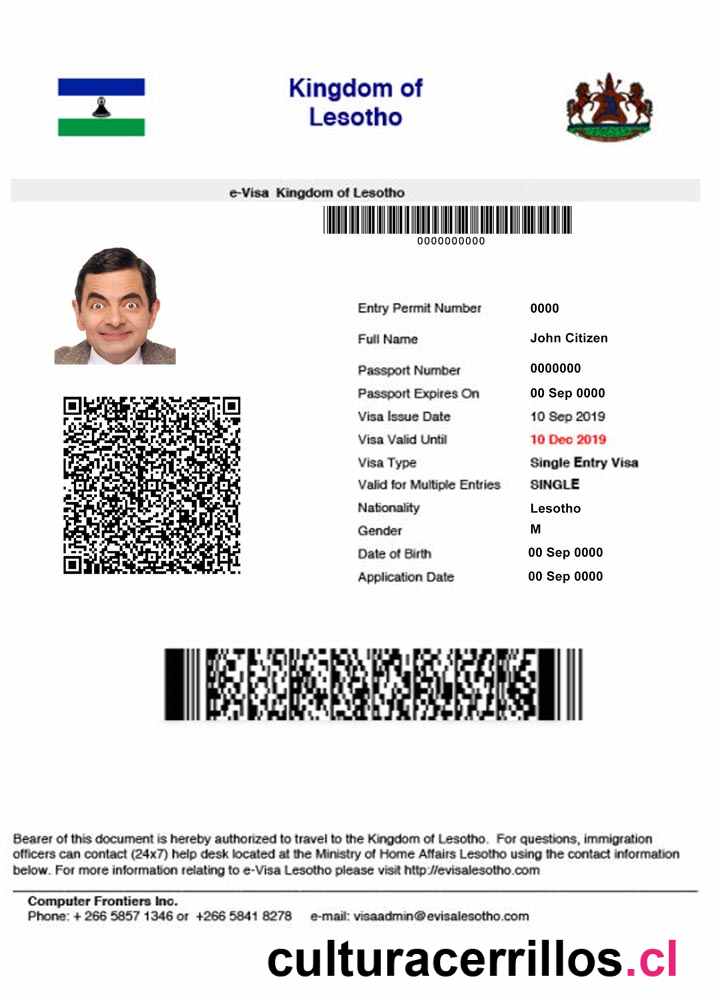 Kingdom of
Lesotho
e-Visa Kingdom of Lesotho
0000000000
Entry Permit Number 0000
Full Name John Citizen
Passport Number 0000000
Passport Expires On 00 Sep 0000
Visa Issue Date 10 Sep 2019
Visa Valid Until 10 Dec 2019
Visa Type Single Entry Visa
Valid for Multiple Entries SINGLE
Nationality Lesotho
Gender M
Date of Birth 00 Sep 0000
Application Date 00 Sep 0000
Bearer of this document is hereby authorized to travel to the Kingdom of Lesotho. For questions, immigration
officers can contact (24x7) help desk located at the Ministry of Home Affairs Lesotho using the contact information
below. For more information relating to e-Visa Lesotho please visit http://evisalesotho.com
Computer Frontiers Inc.
Phone: + 266 5857 1346 or +266 5841 8278 e-mail: visaadmin@evisalesotho.com
culturacerrillos.cl